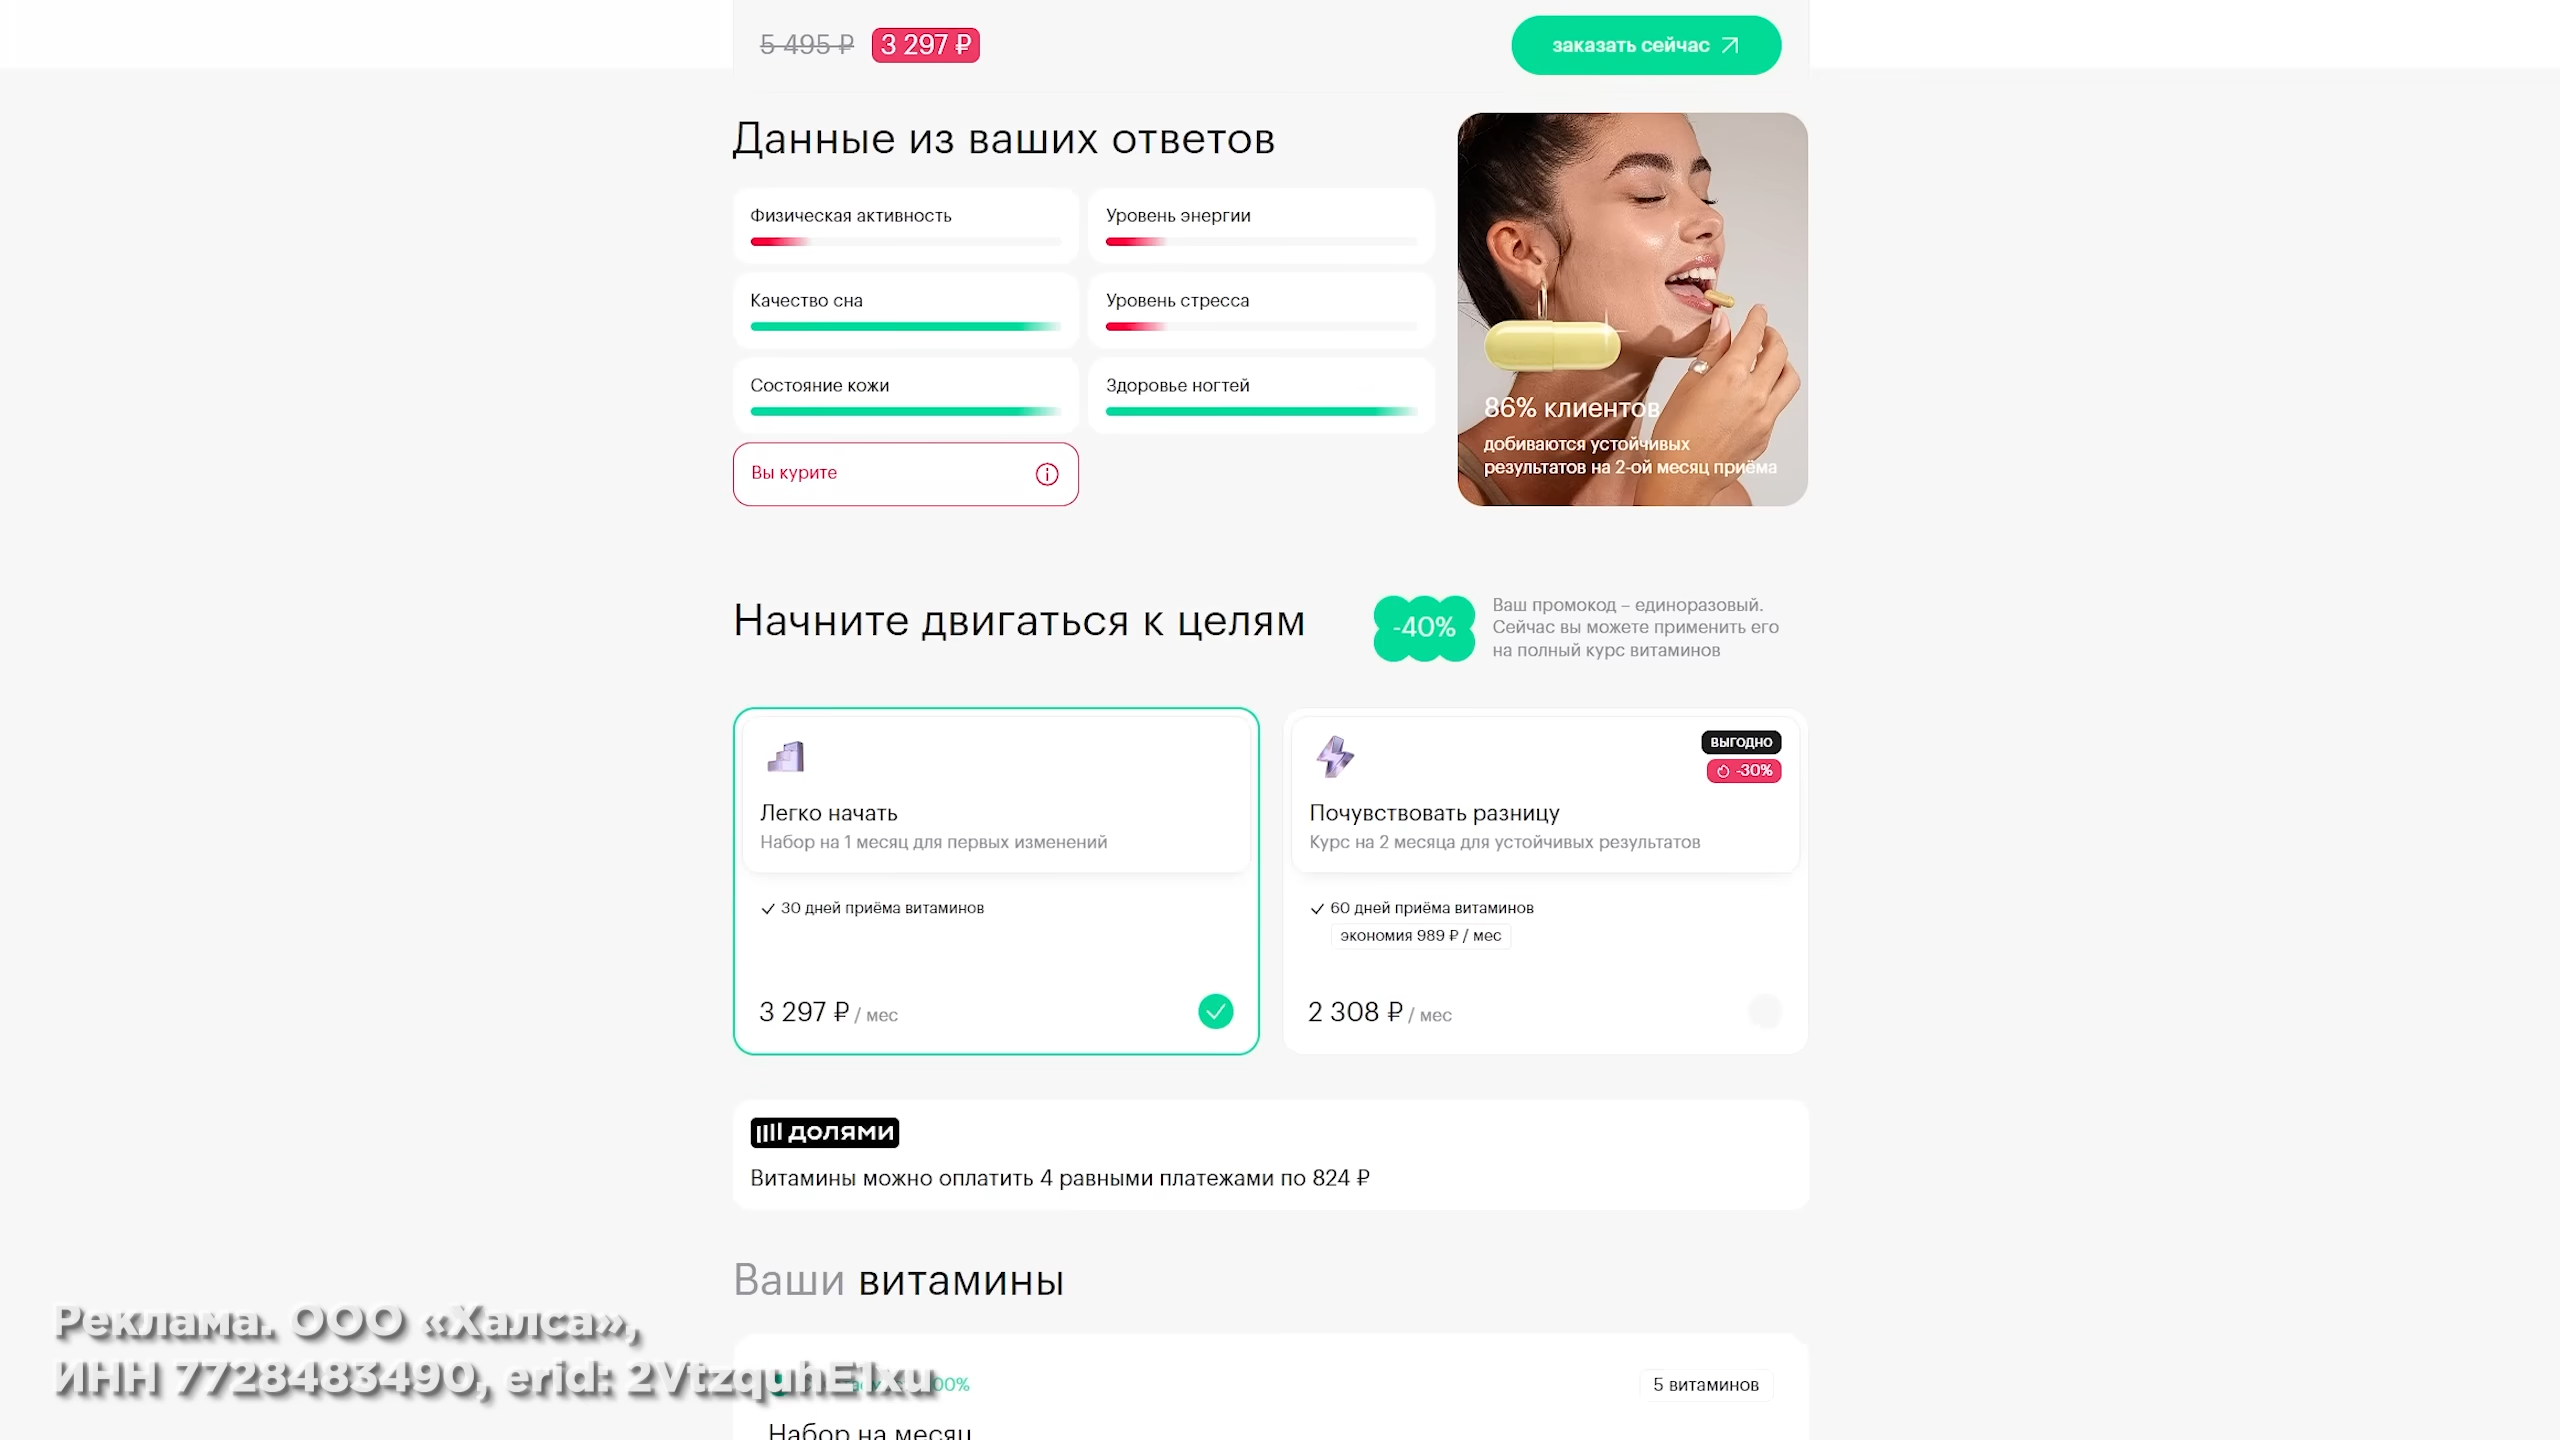 5 495 ₽ 3 297 ₽
заказать сейчас
Данные из ваших ответов
Физическая активность
Уровень энергии
Качество сна
Уровень стресса
Состояние кожи
Здоровье ногтей
Вы курите
86% клиентов
добиваются устойчивых
результатов на 2-ой месяц приёма
Начните двигаться к целям
-40%
Ваш промокод – единоразовый.
Сейчас вы можете применить его
на полный курс витаминов
Легко начать
Набор на 1 месяц для первых изменений
30 дней приёма витаминов
3 297 ₽ / мес
ВЫГОДНО
-30%
Почувствовать разницу
Курс на 2 месяца для устойчивых результатов
60 дней приёма витаминов
экономия 989 ₽ / мес
2 308 ₽ / мес
долями
Витамины можно оплатить 4 равными платежами по 824 ₽
Ваши витамины
5 витаминов
Набор на месяц
Реклама. ООО «Халса»,
ИНН 7728483490, erid: 2VtzquhE1xu